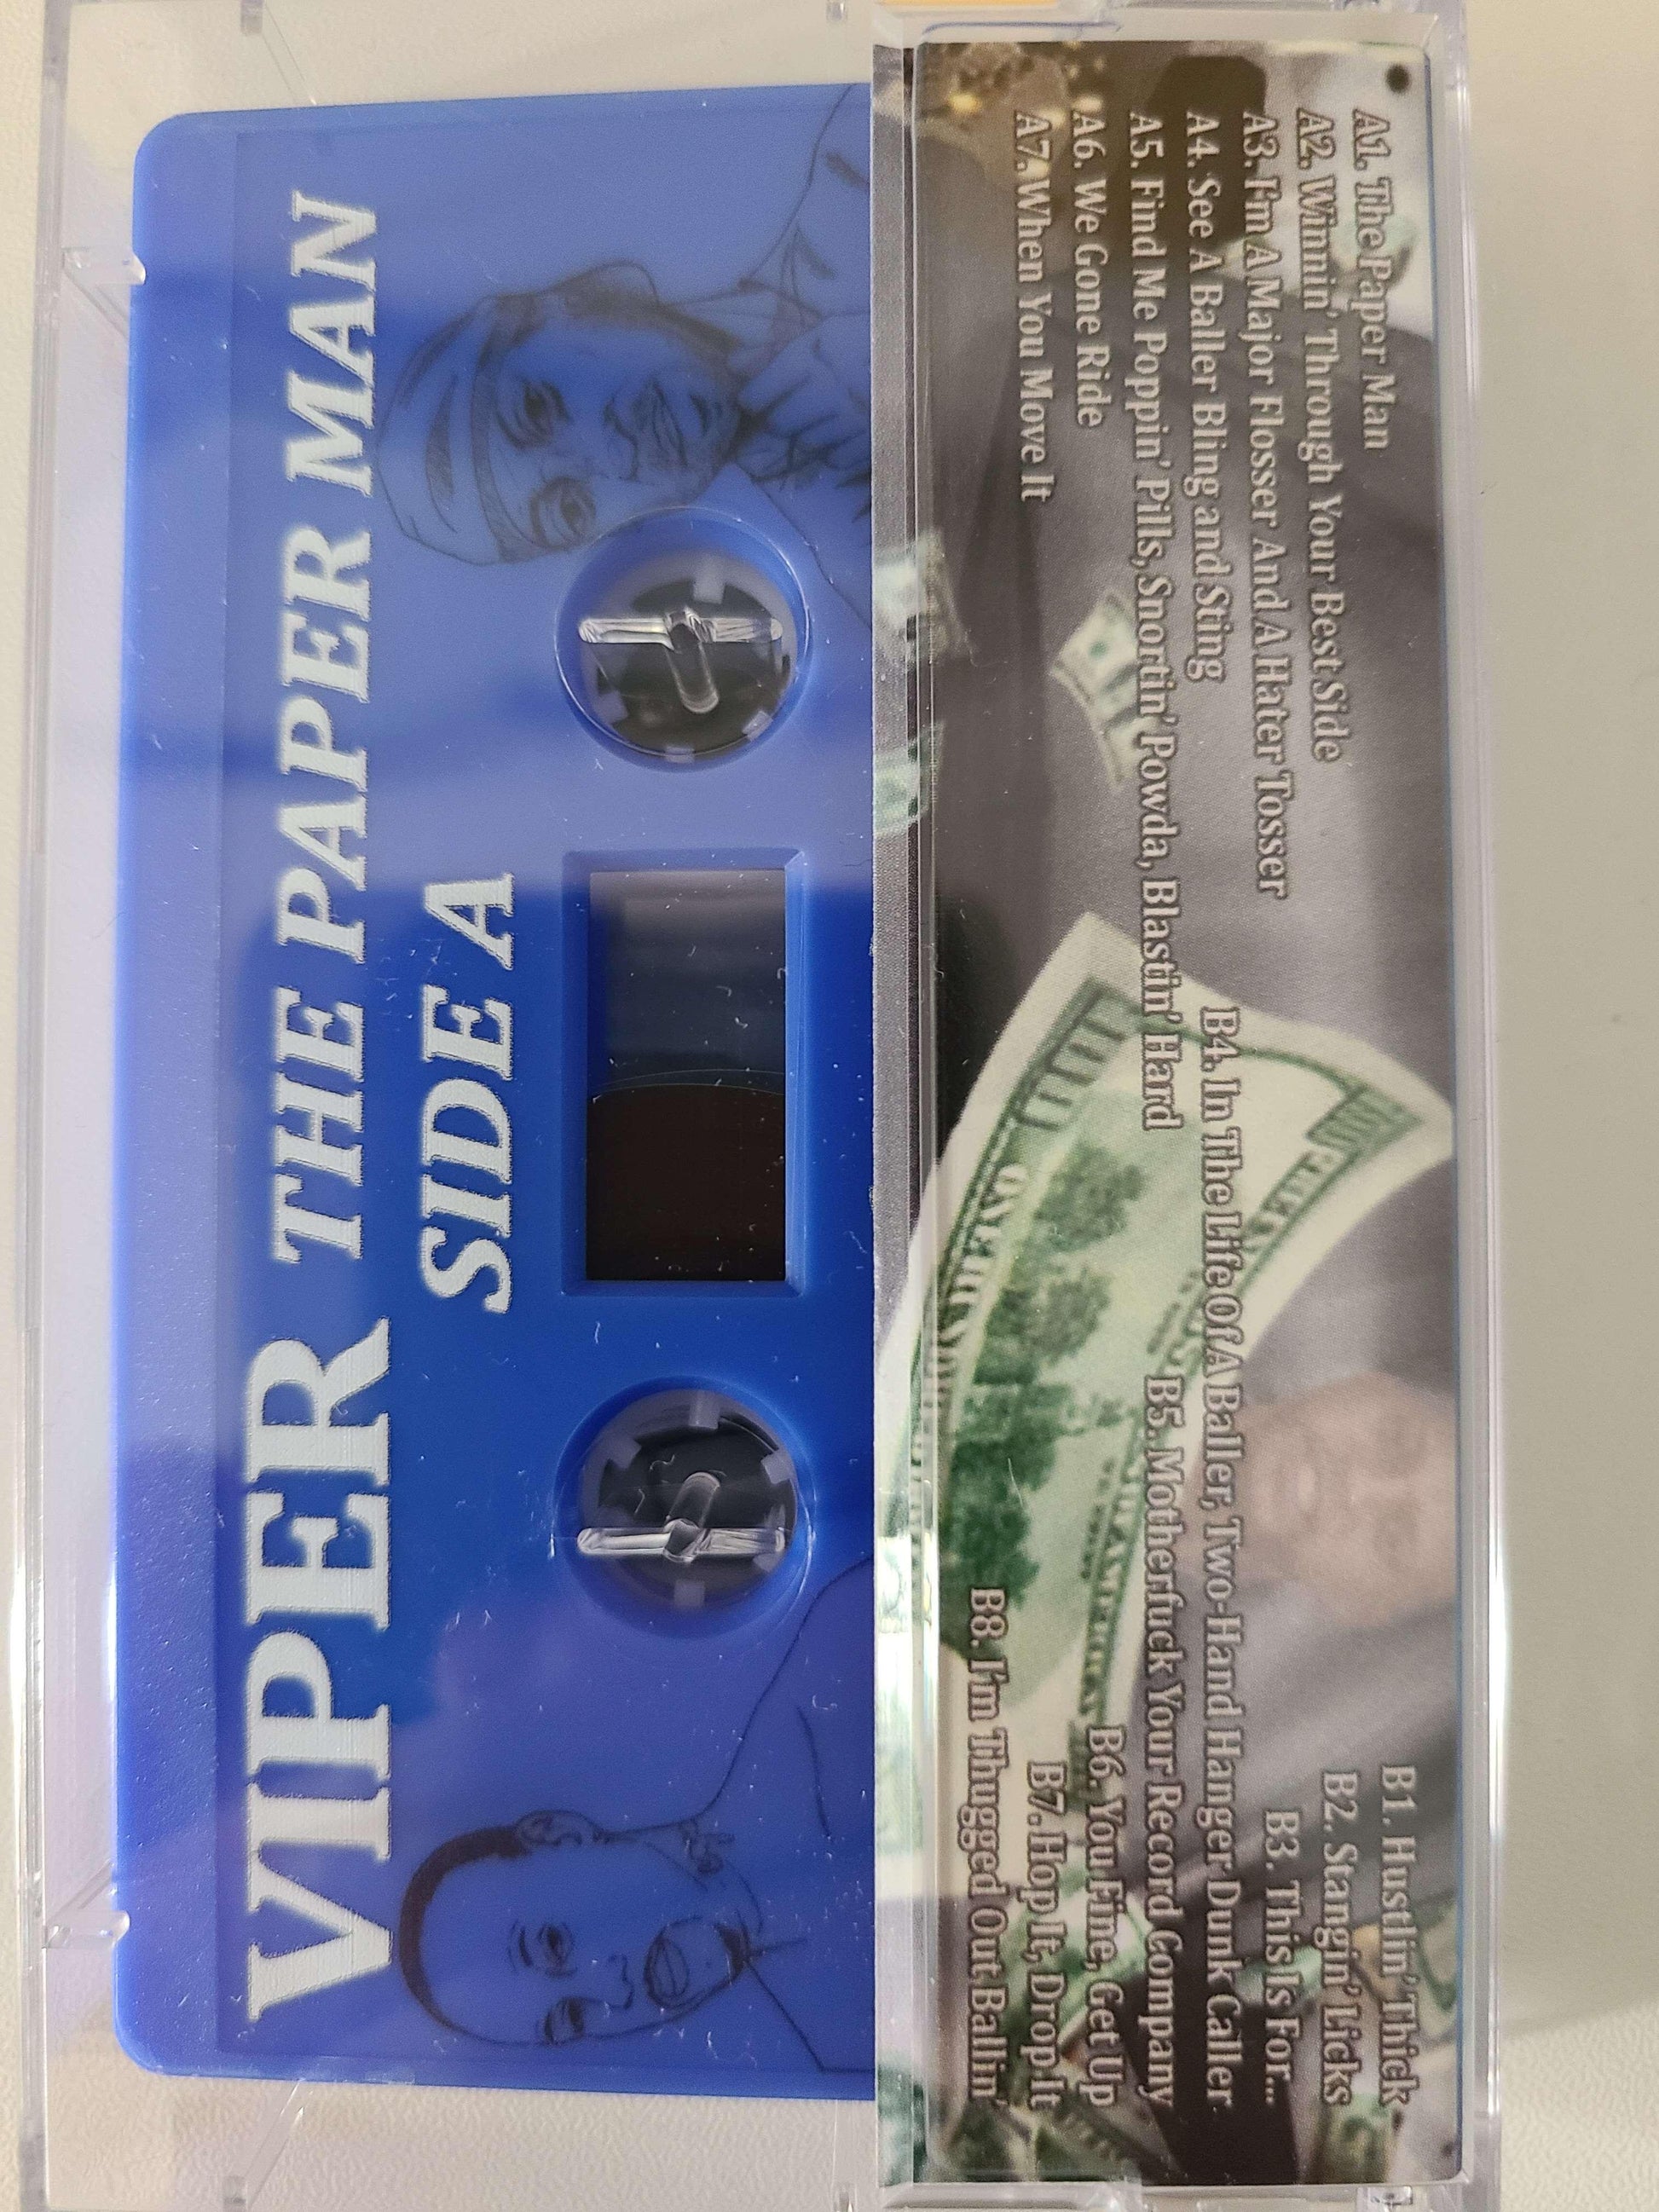 VIPER THE PAPER MAN
SIDE A
A1. The Paper Man
A2. Winnin' Through Your Best Side
A3. I'm A Major Flosser And A Hater Tosser
A4. See A Baller Bling and Sting
A5. Find Me Poppin' Pills, Snortin' Powda, Blastin' Hard
A6. We Gone Ride
A7. When You Move It
B1. Hustlin' Thick
B2. Stangin' Licks
B3. This Is For...
B4. In The Life Of A Baller, Two-Hand Hanger Dunk Caller
B5. Motherfuck Your Record Company
B6. You Fine, Get Up
B7. Hop It, Drop It
B8. I'm Thugged Out Ballin'